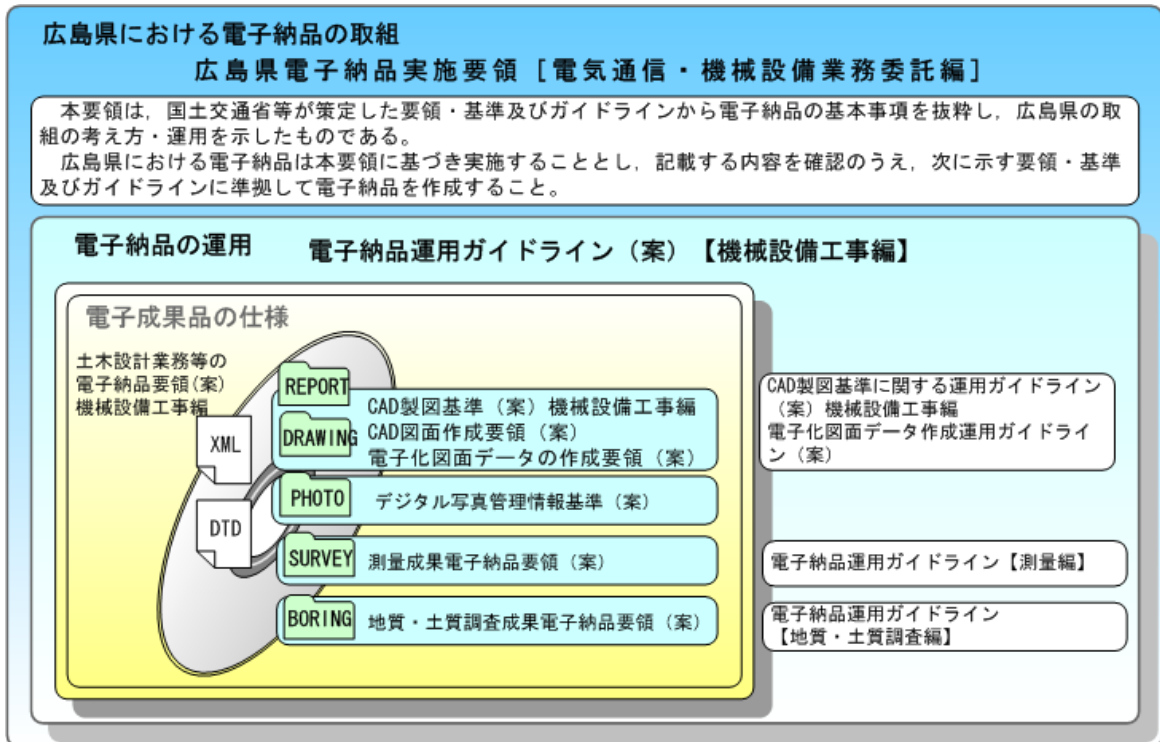 広島県における電子納品の取組
広島県電子納品実施要領［電気通信・機械設備業務委託編］
本要領は，国土交通省等が策定した要領・基準及びガイドラインから電子納品の基本事項を抜粋し，広島県の取
組の考え方・運用を示したものである。
広島県における電子納品は本要領に基づき実施することとし，記載する内容を確認のうえ，次に示す要領・基準
及びガイドラインに準拠して電子納品を作成すること。
電子納品の運用
電子納品運用ガイドライン（案）【機械設備工事編】
電子成果品の仕様
土木設計業務等の
電子納品要領(案)
機械設備工事編
XML
DTD
REPORT
DRAWING
CAD製図基準（案）機械設備工事編
CAD図面作成要領（案）
電子化図面データの作成要領（案）
CAD製図基準に関する運用ガイドライン
（案）機械設備工事編
電子化図面データ作成運用ガイドライ
ン（案）
PHOTO
デジタル写真管理情報基準（案）
SURVEY
測量成果電子納品要領（案）
電子納品運用ガイドライン【測量編】
BORING
地質・土質調査成果電子納品要領（案）
電子納品運用ガイドライン
【地質・土質調査編】